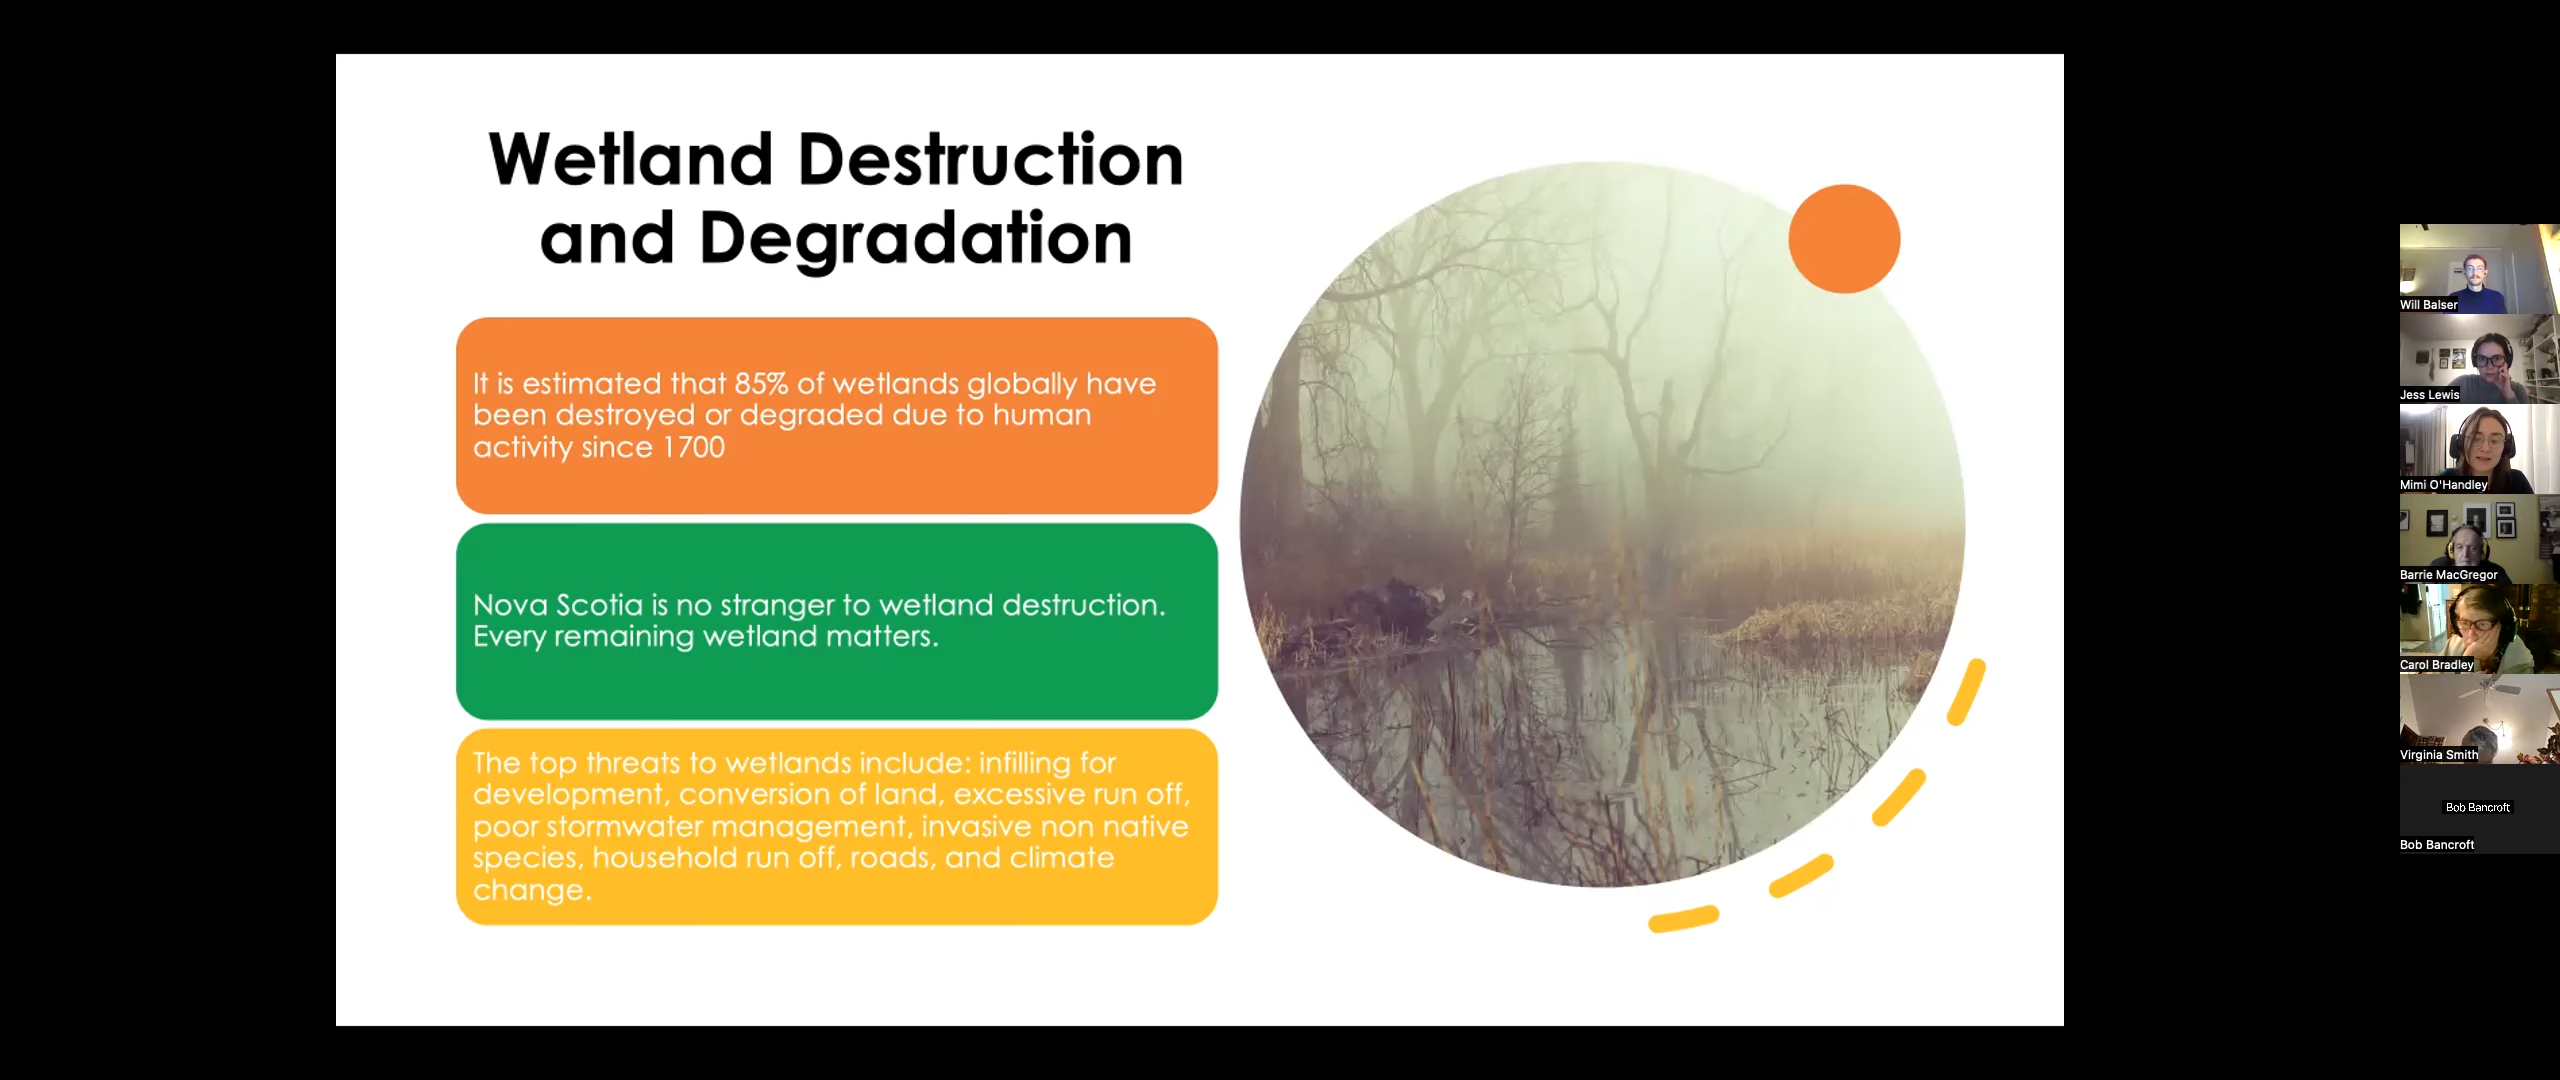 Wetland Destruction
and Degradation
It is estimated that 85% of wetlands globally have
been destroyed or degraded due to human
activity since 1700
Nova Scotia is no stranger to wetland destruction.
Every remaining wetland matters.
The top threats to wetlands include: infilling for
development, conversion of land, excessive run off,
poor stormwater management, invasive non native
species, household run off, roads, and climate
change.
Will Balser
Jess Lewis
Mimi O'Handley
Barrie MacGregor
Carol Bradley
Virginia Smith
Bob Bancroft
Bob Bancroft